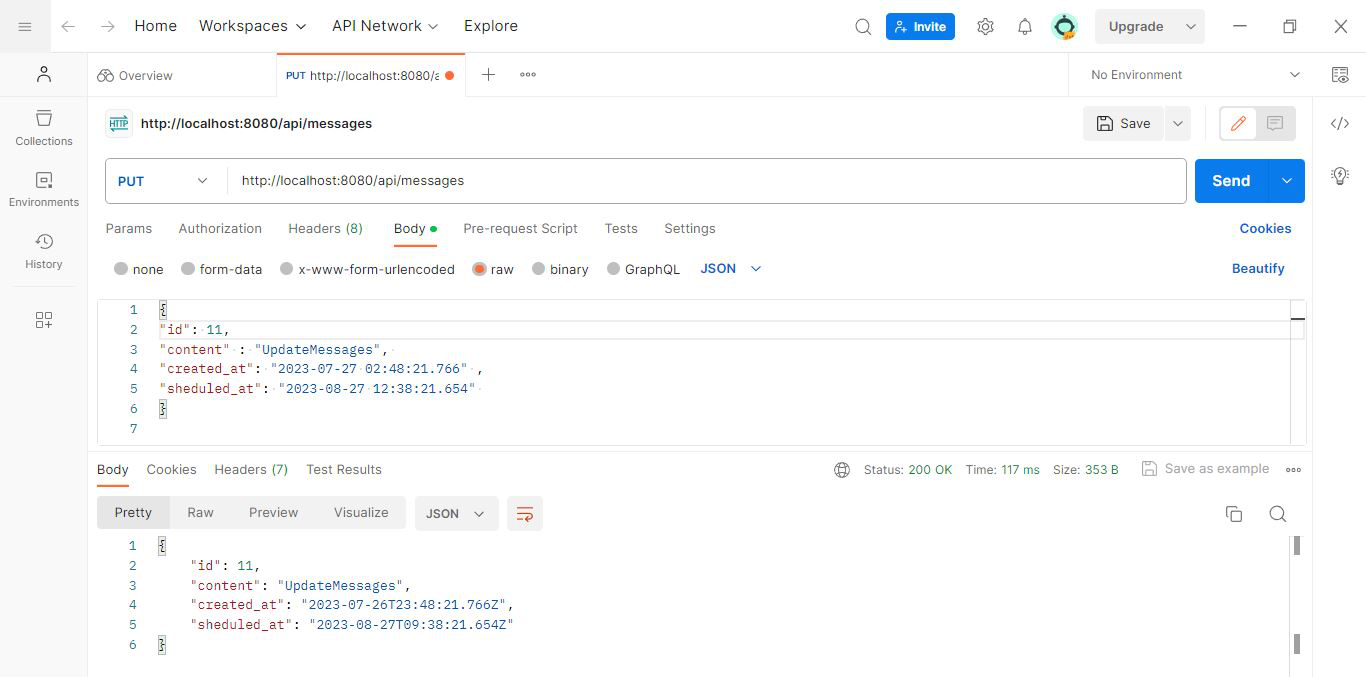 Home Workspaces API Network Explore Invite Upgrade
Overview PUT http://localhost:8080/a No Environment
HTTP http://localhost:8080/api/messages Save
Collections
PUT http://localhost:8080/api/messages Send
Environments
Params Authorization Headers (8) Body Pre-request Script Tests Settings Cookies
History
none form-data x-www-form-urlencoded raw binary GraphQL JSON Beautify
1 {
2 "id": 11,
3 "content" : "UpdateMessages",
4 "created_at": "2023-07-27 02:48:21.766" ,
5 "sheduled_at": "2023-08-27 12:38:21.654"
6 }
7
Body Cookies Headers (7) Test Results Status: 200 OK Time: 117 ms Size: 353 B Save as example
Pretty Raw Preview Visualize JSON
1 {
2 "id": 11,
3 "content": "UpdateMessages",
4 "created_at": "2023-07-26T23:48:21.766Z",
5 "sheduled_at": "2023-08-27T09:38:21.654Z"
6 }